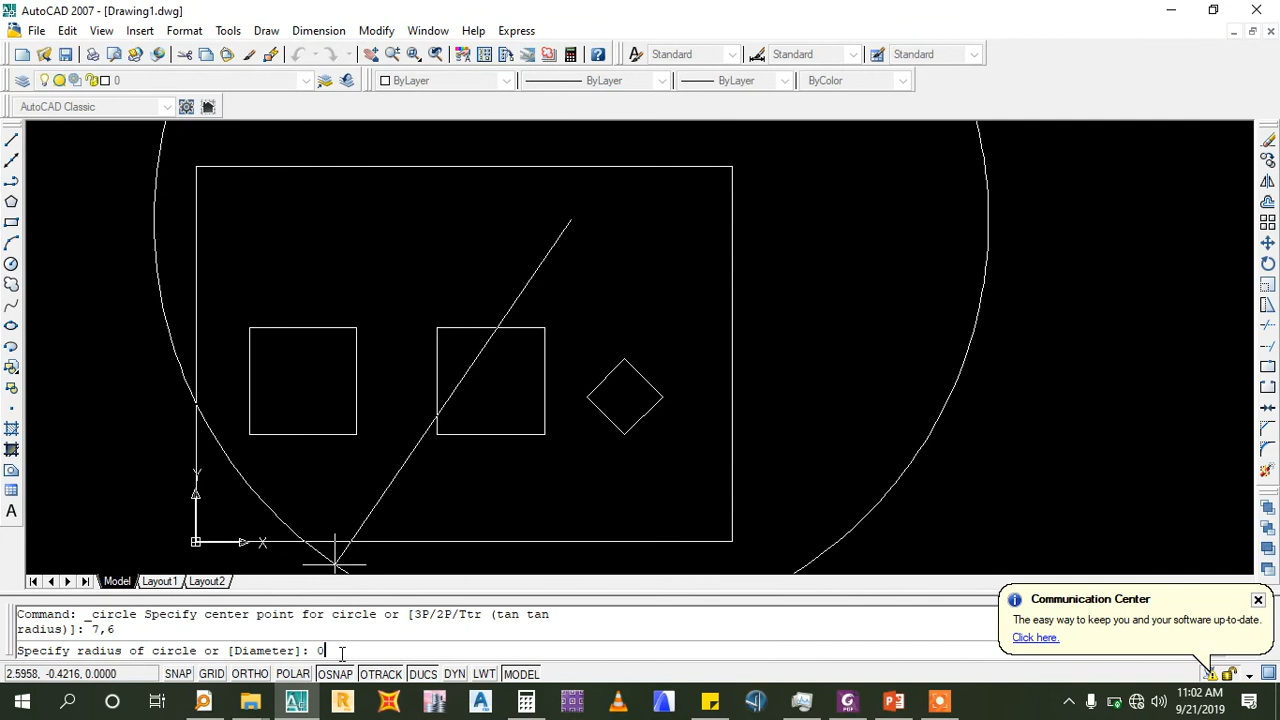 AutoCAD 2007 - [Drawing1.dwg]
File Edit View Insert Format Tools Draw Dimension Modify Window Help Express
Standard Standard Standard
0 ByLayer ByLayer ByLayer ByColor
AutoCAD Classic
A
Y
X
Model Layout1 Layout2
Command: _circle Specify center point for circle or [3P/2P/Ttr (tan tan
radius)]: 7,6
Specify radius of circle or [Diameter]: 0
Communication Center
The easy way to keep you and your software up-to-date.
Click here.
2.5958, -0.4216, 0.0000 SNAP GRID ORTHO POLAR OSNAP OTRACK DUCS DYN LWT MODEL
11:02 AM
9/21/2019